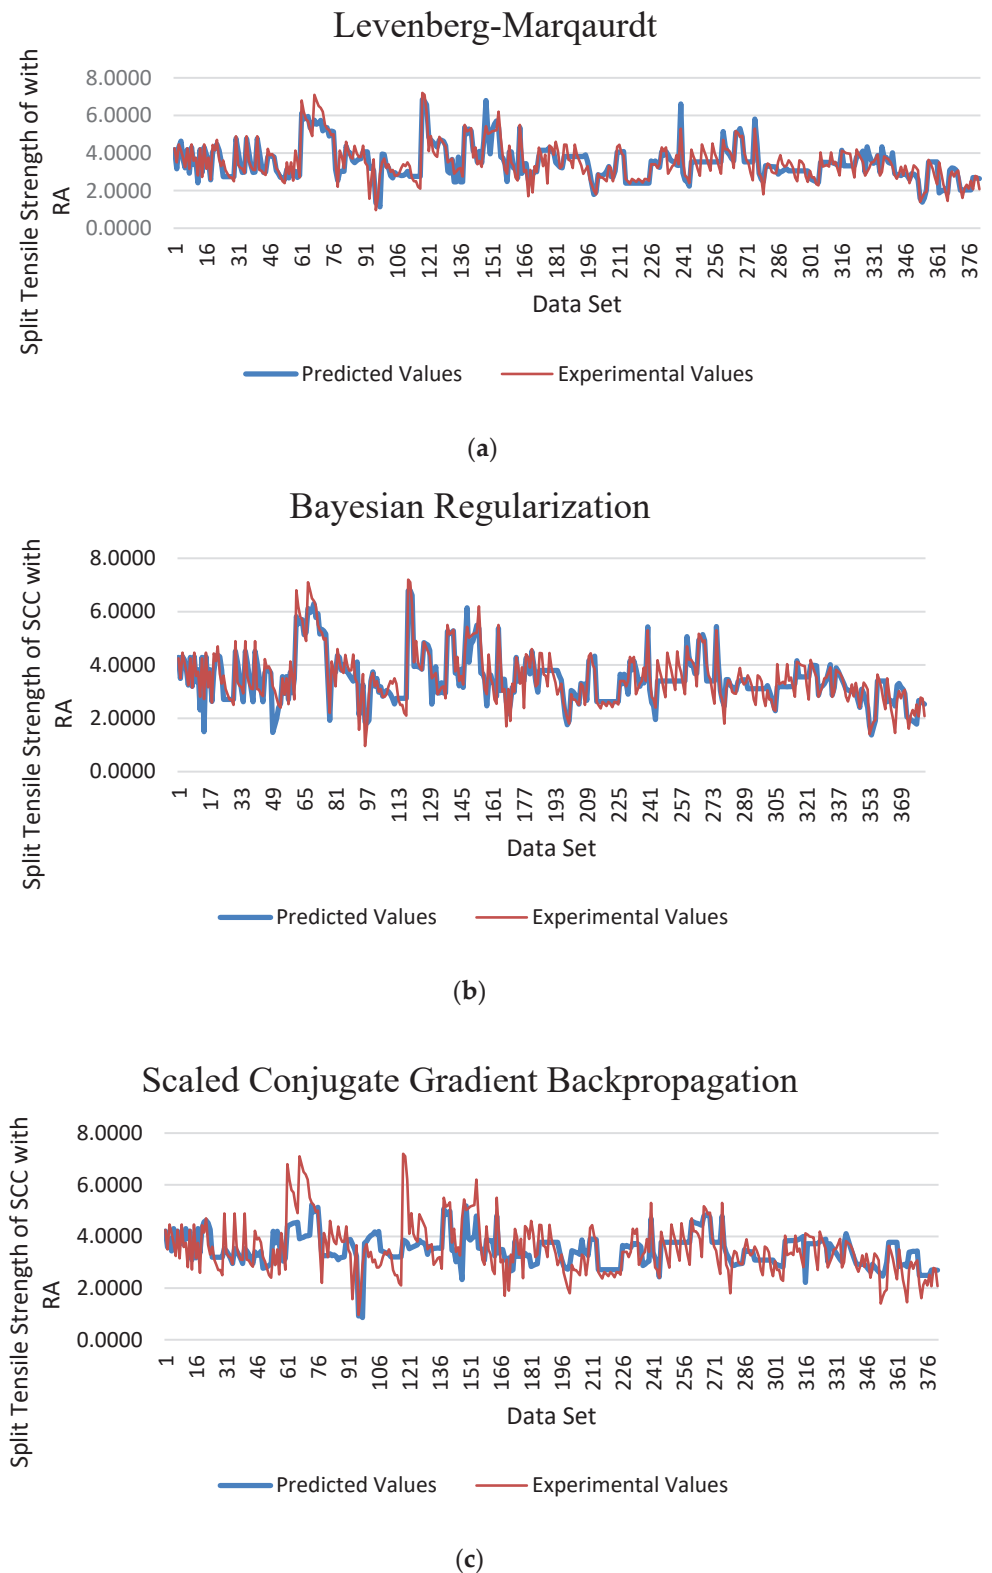 Levenberg-Marqaurdt
Split Tensile Strength of with
RA
8.0000
6.0000
4.0000
2.0000
0.0000
1 16 31 46 61 76 91 106 121 136 151 166 181 196 211 226 241 256 271 286 301 316 331 346 361 376
Data Set
Predicted Values Experimental Values
(a)
Bayesian Regularization
Split Tensile Strength of SCC with
RA
8.0000
6.0000
4.0000
2.0000
0.0000
1 17 33 49 65 81 97 113 129 145 161 177 193 209 225 241 257 273 289 305 321 337 353 369
Data Set
Predicted Values Experimental Values
(b)
Scaled Conjugate Gradient Backpropagation
Split Tensile Strength of SCC with
RA
8.0000
6.0000
4.0000
2.0000
0.0000
1 16 31 46 61 76 91 106 121 136 151 166 181 196 211 226 241 256 271 286 301 316 331 346 361 376
Data Set
Predicted Values Experimental Values
(c)